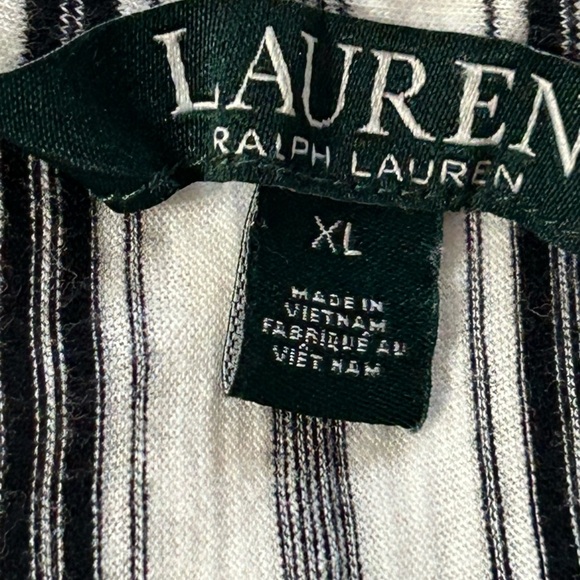 LAUREN
RALPH LAUREN
XL
MADE IN
VIETNAM
FABRIQUÉ AU
VIÊT NAM